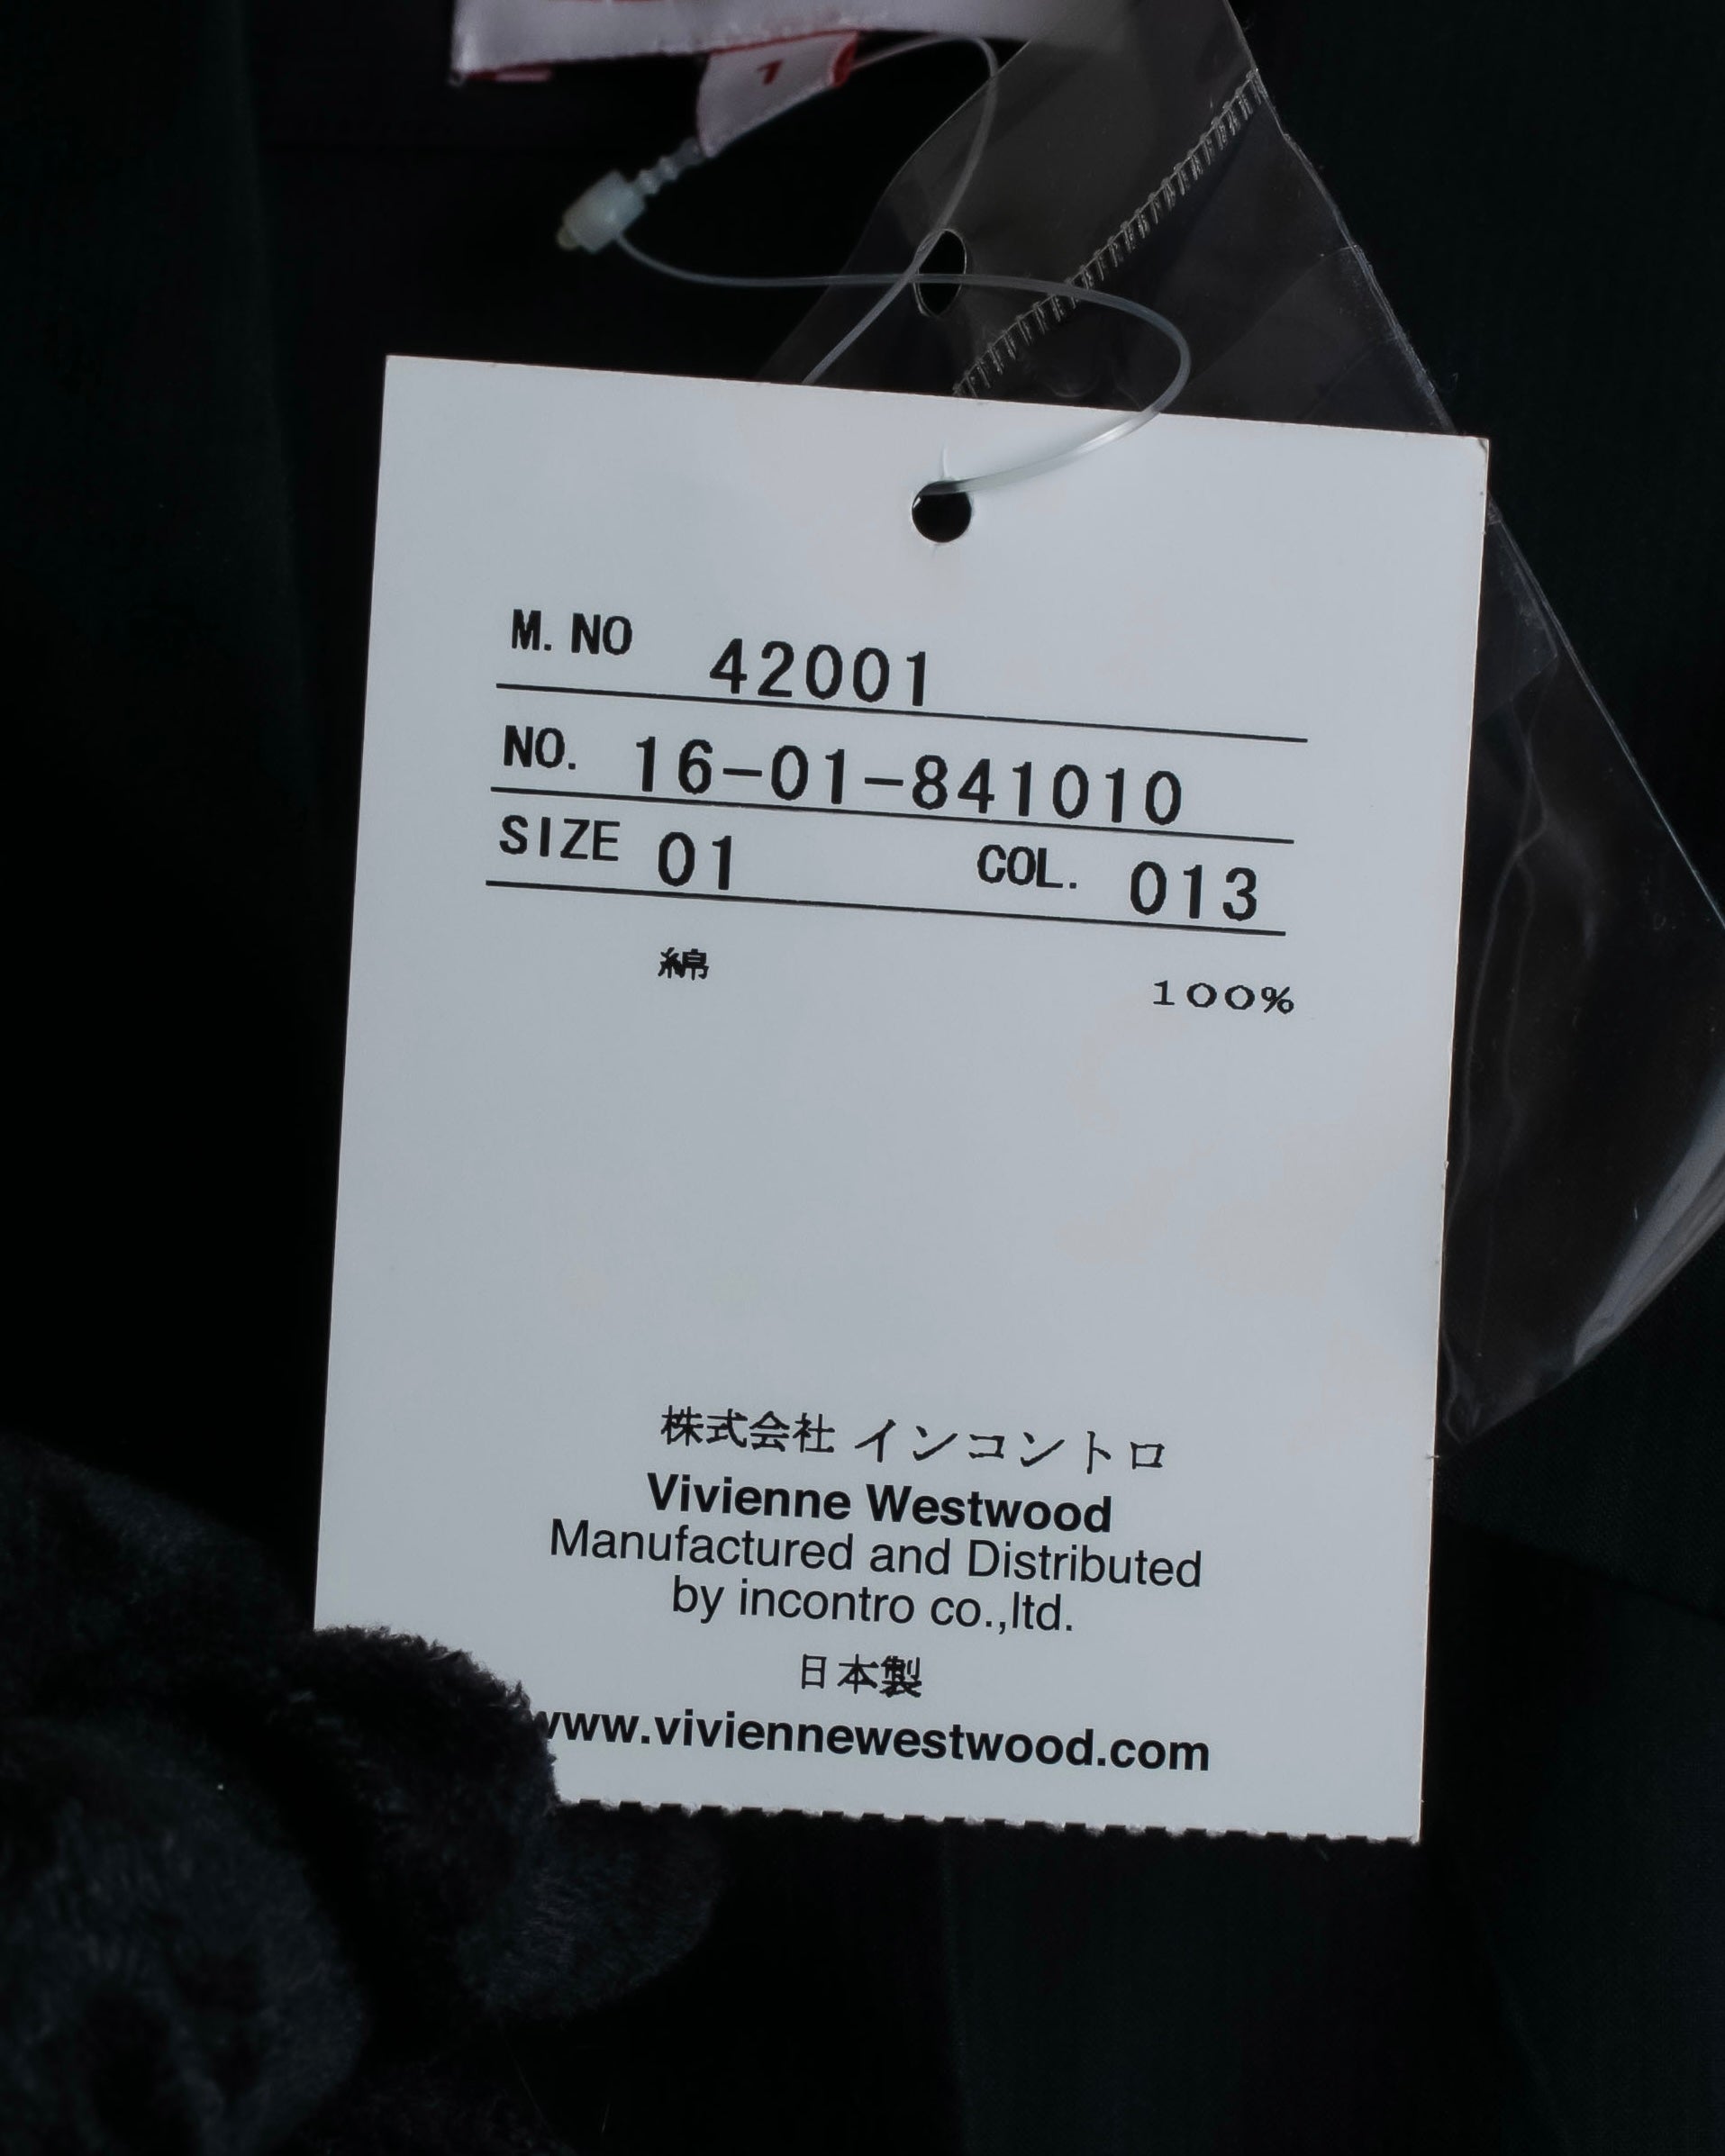 1
M. NO 42001
NO. 16-01-841010
SIZE 01 COL. 013
綿 100%
株式会社 インコントロ
Vivienne Westwood
Manufactured and Distributed
by incontro co.,ltd.
日本製
www.viviennewestwood.com